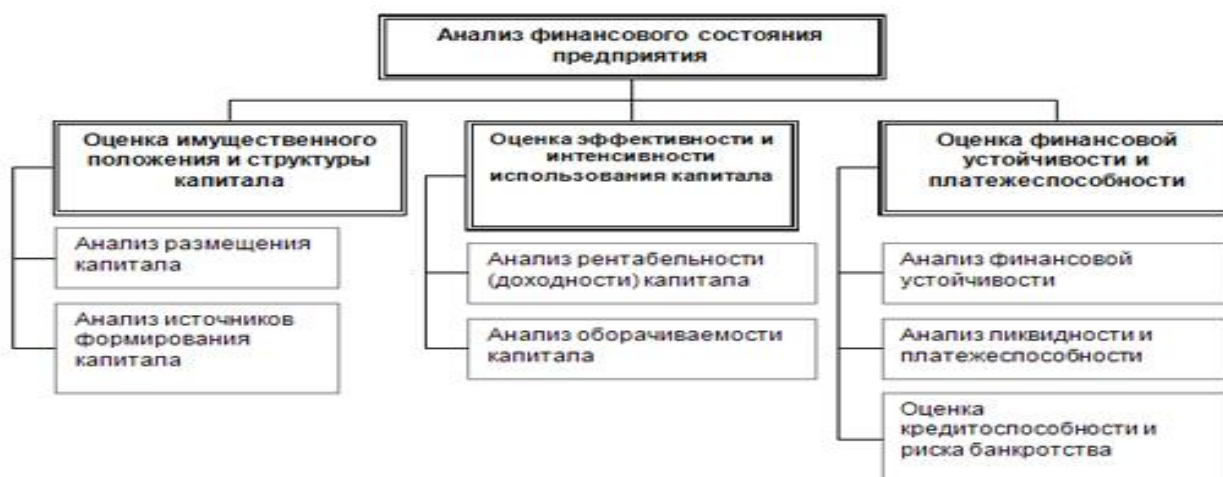 Анализ финансового состояния
предприятия
Оценка имущественного
положения и структуры
капитала
Анализ размещения
капитала
Анализ источников
формирования
капитала
Оценка эффективности и
интенсивности
использования капитала
Анализ рентабельности
(доходности) капитала
Анализ оборачиваемости
капитала
Оценка финансовой
устойчивости и
платежеспособности
Анализ финансовой
устойчивости
Анализ ликвидности и
платежеспособности
Оценка
кредитоспособности и
риска банкротства